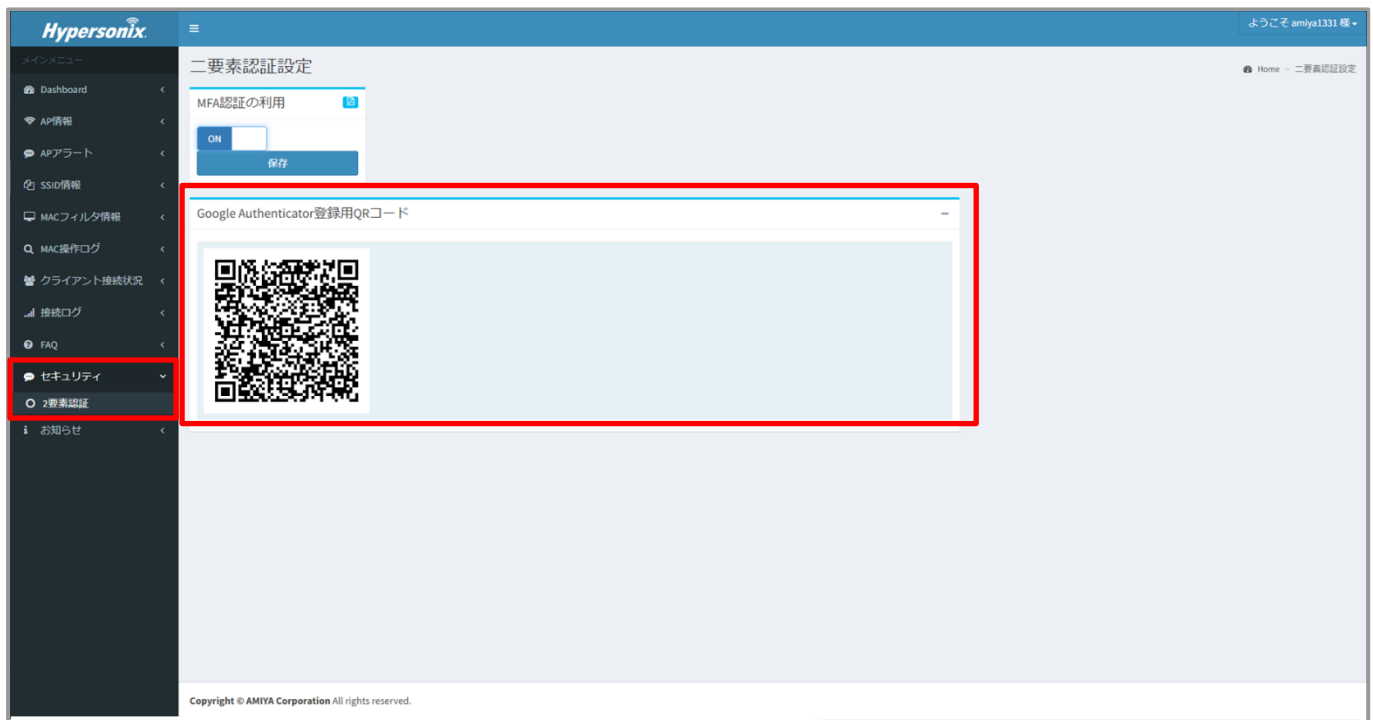 Hypersonix.
ようこそ amiya1331 様
メインメニュー
Dashboard
AP情報
APアラート
SSID情報
MACフィルタ情報
MAC操作ログ
クライアント接続状況
接続ログ
FAQ
セキュリティ
2要素認証
お知らせ
二要素認証設定
Home > 二要素認証設定
MFA認証の利用
ON
保存
Google Authenticator登録用QRコード
Copyright © AMIYA Corporation All rights reserved.